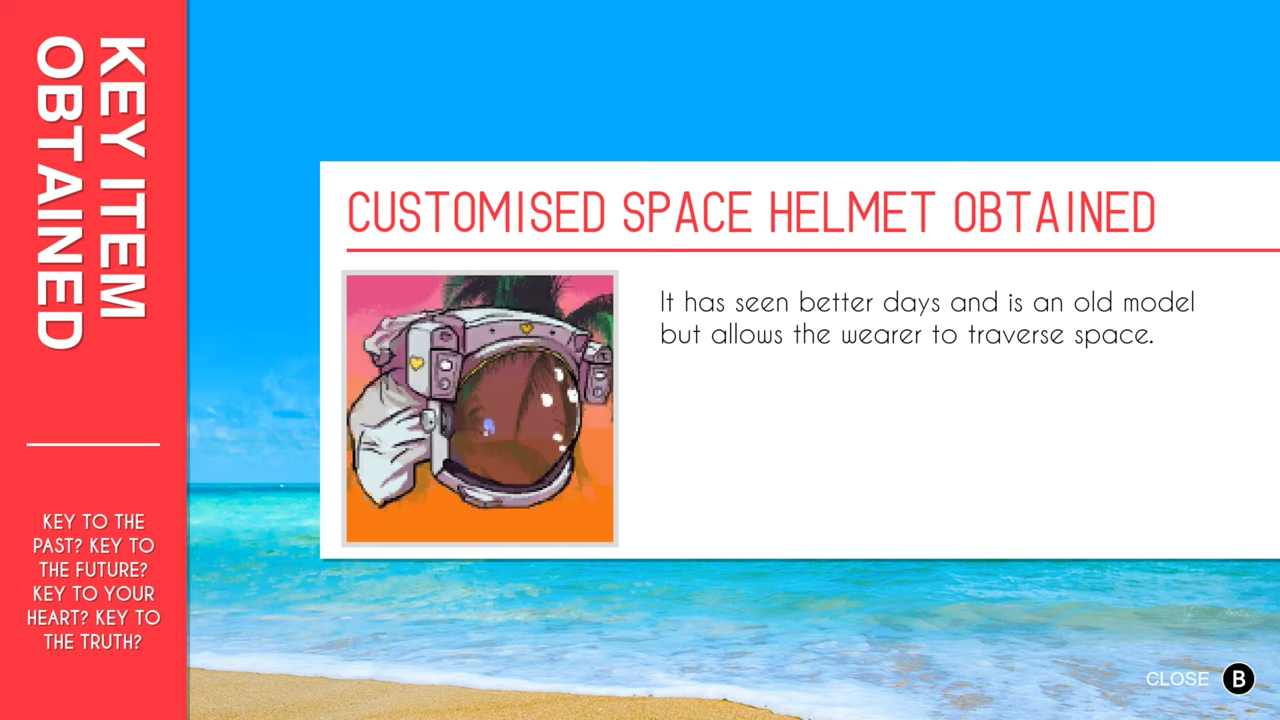 KEY ITEM
OBTAINED
KEY TO THE
PAST? KEY TO
THE FUTURE?
KEY TO YOUR
HEART? KEY TO
THE TRUTH?
CUSTOMISED SPACE HELMET OBTAINED
It has seen better days and is an old model
but allows the wearer to traverse space.
CLOSE B